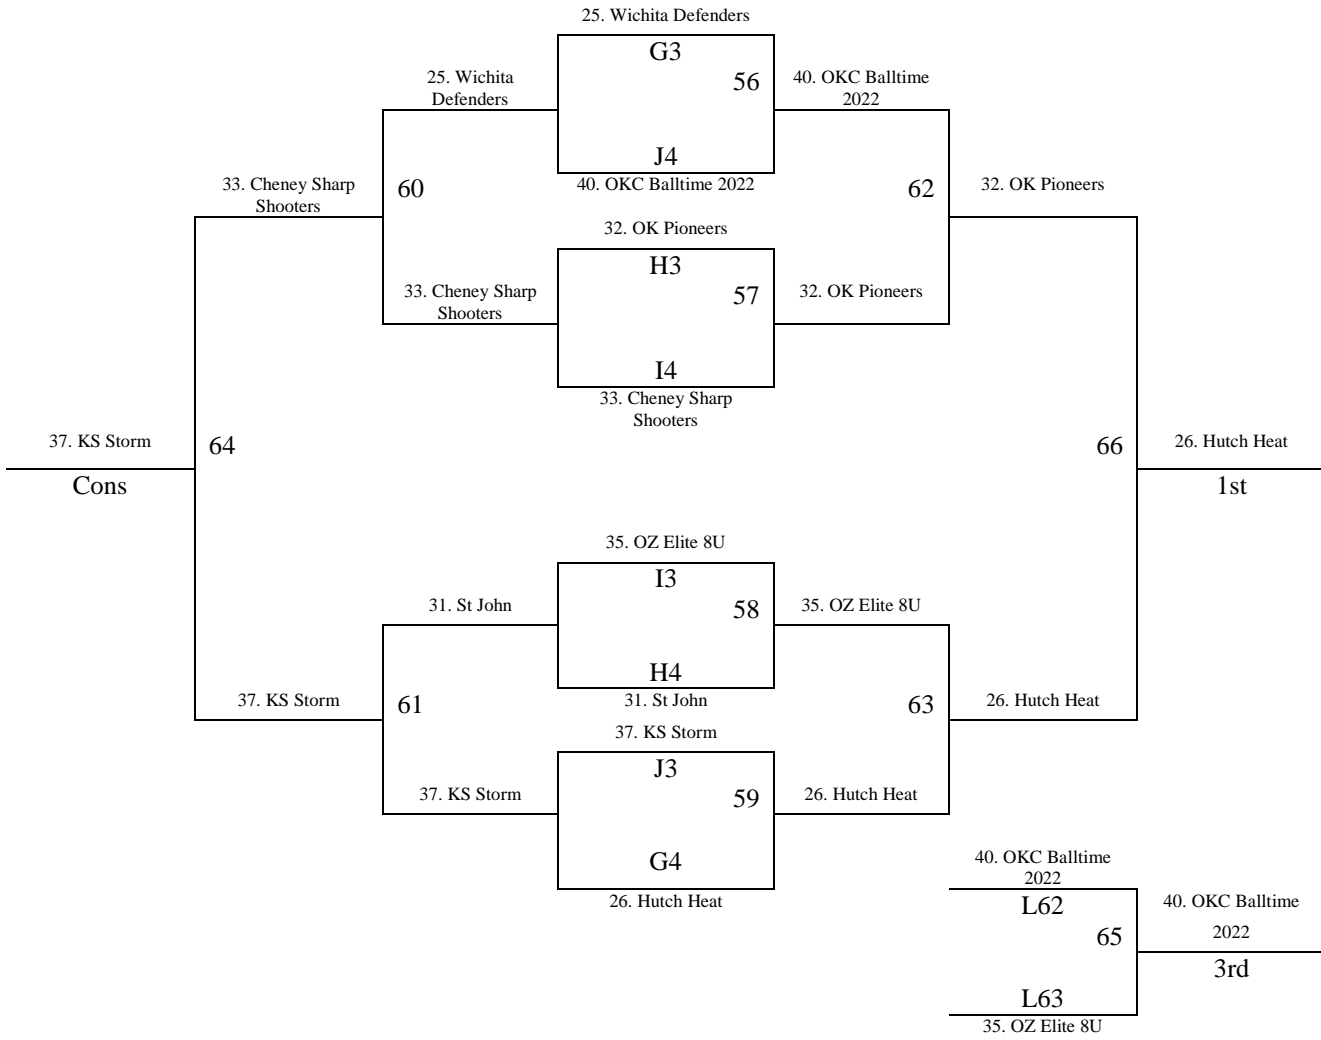 25. Wichita Defenders
G3
56
25. Wichita
Defenders
40. OKC Balltime
2022
J4
40. OKC Balltime 2022
33. Cheney Sharp
Shooters
60
62
32. OK Pioneers
32. OK Pioneers
H3
57
33. Cheney Sharp
Shooters
32. OK Pioneers
I4
33. Cheney Sharp
Shooters
37. KS Storm
64
Cons
66
26. Hutch Heat
1st
35. OZ Elite 8U
I3
58
31. St John
35. OZ Elite 8U
H4
31. St John
37. KS Storm
61
63
26. Hutch Heat
37. KS Storm
J3
59
37. KS Storm
26. Hutch Heat
G4
26. Hutch Heat
40. OKC Balltime
2022
L62
65
40. OKC Balltime
2022
3rd
L63
35. OZ Elite 8U